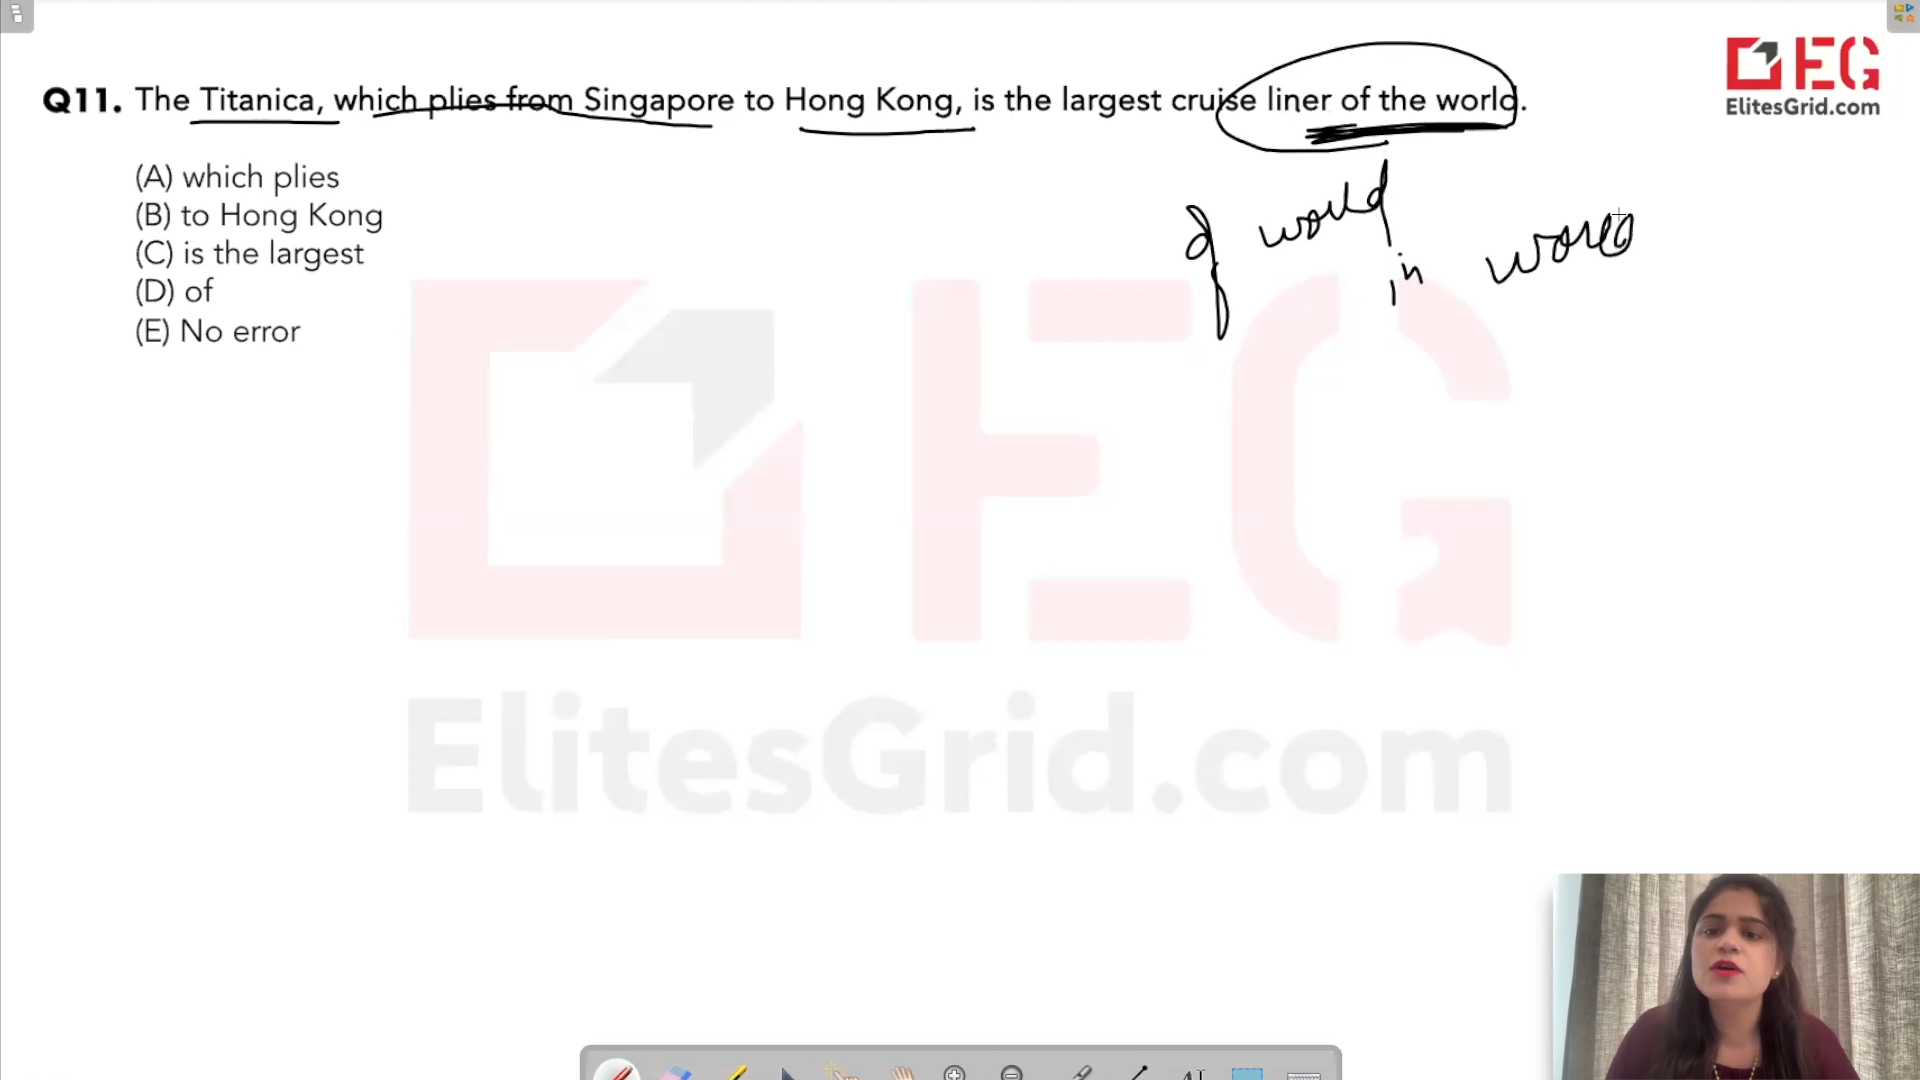 EG
ElitesGrid.com
Q11. The Titanica, which plies from Singapore to Hong Kong, is the largest cruise liner of the world.
(A) which plies
(B) to Hong Kong
(C) is the largest
(D) of
(E) No error
of world
in world
EG
ElitesGrid.com